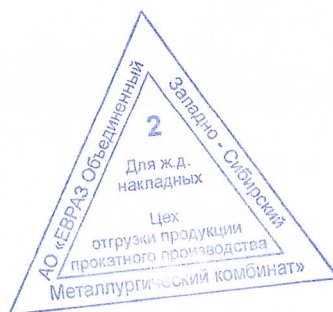 АО «ЕВРАЗ Объединенный
Западно - Сибирский
Металлургический комбинат»
2
Для ж.д.
накладных
Цех
отгрузки продукции
прокатного производства